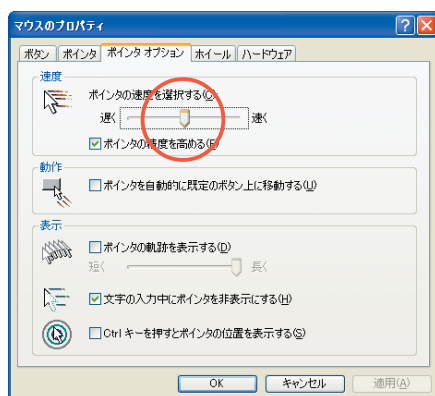 マウスのプロパティ
ボタン ポインタ ポインタ オプション ホイール ハードウェア
速度
ポインタの速度を選択する(C):
遅く 速く
ポインタの精度を高める(E)
動作
ポインタを自動的に既定のボタン上に移動する(U)
表示
ポインタの軌跡を表示する(D)
短く 長く
文字の入力中にポインタを非表示にする(H)
Ctrl キーを押すとポインタの位置を表示する(S)
OK キャンセル 適用(A)